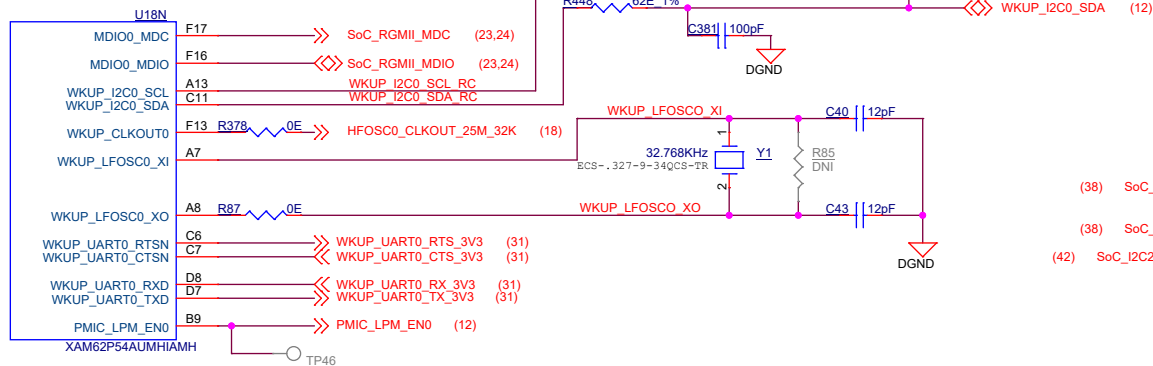 U18N
R448 62E_1%
WKUP_I2C0_SDA (12)
C381 100pF
DGND
MDIO0_MDC F17 SoC_RGMII_MDC (23,24)
MDIO0_MDIO F16 SoC_RGMII_MDIO (23,24)
WKUP_I2C0_SCL A13 WKUP_I2C0_SCL_RC
WKUP_I2C0_SDA C11 WKUP_I2C0_SDA_RC
WKUP_CLKOUT0 F13 R378 0E HFOSC0_CLKOUT_25M_32K (18)
WKUP_LFOSC0_XI A7
WKUP_LFOSCO_XI
C40 12pF
1
32.768KHz Y1
ECS-.327-9-34QCS-TR
2
R85
DNI
WKUP_LFOSC0_XO A8 R87 0E WKUP_LFOSCO_XO
C43 12pF
DGND
(38) SoC_
(38) SoC_
(42) SoC_I2C2
WKUP_UART0_RTSN C6 WKUP_UART0_RTS_3V3 (31)
WKUP_UART0_CTSN C7 WKUP_UART0_CTS_3V3 (31)
WKUP_UART0_RXD D8 WKUP_UART0_RX_3V3 (31)
WKUP_UART0_TXD D7 WKUP_UART0_TX_3V3 (31)
PMIC_LPM_EN0 B9 PMIC_LPM_EN0 (12)
XAM62P54AUMHIAMH
TP46